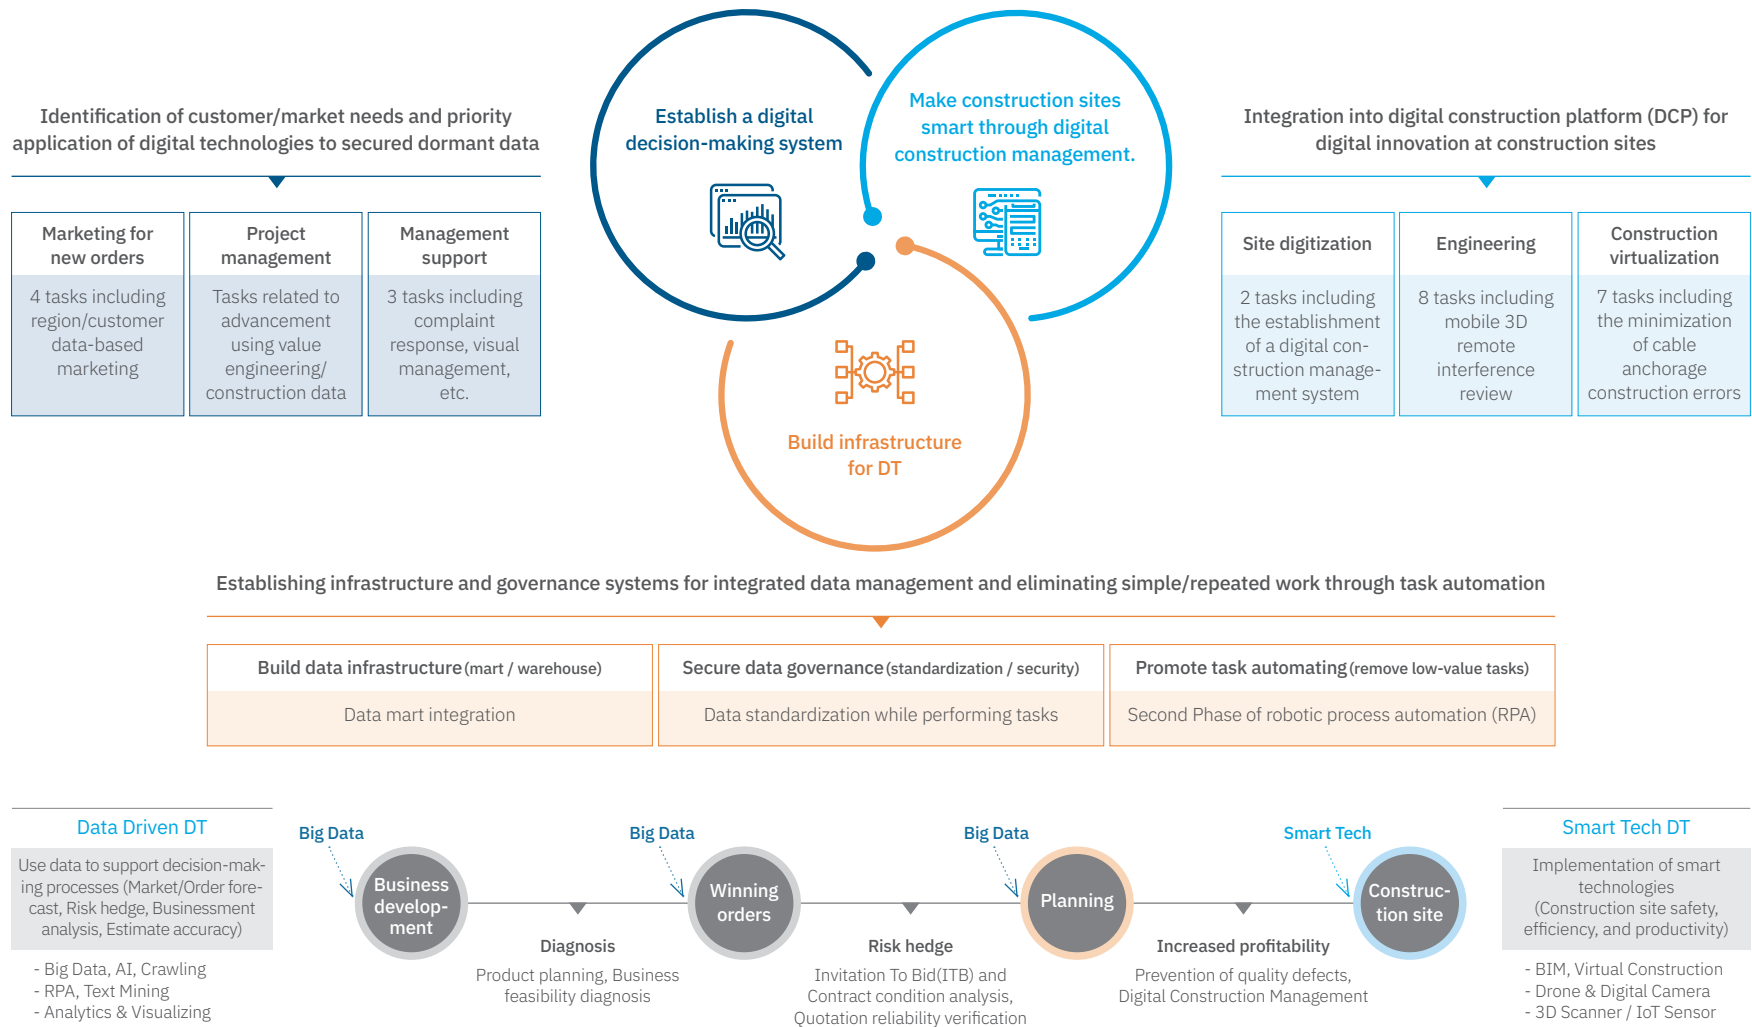 Identification of customer/market needs and priority
application of digital technologies to secured dormant data
Marketing for
new orders
4 tasks including
region/customer
data-based
marketing
Project
management
Tasks related to
advancement
using value
engineering/
construction data
Management
support
3 tasks including
complaint
response, visual
management,
etc.
Establish a digital
decision-making system
Make construction sites
smart through digital
construction management.
Build infrastructure
for DT
Integration into digital construction platform (DCP) for
digital innovation at construction sites
Site digitization
2 tasks including
the establishment
of a digital con-
struction manage-
ment system
Engineering
8 tasks including
mobile 3D
remote
interference
review
Construction
virtualization
7 tasks including
the minimization
of cable
anchorage
construction errors
Establishing infrastructure and governance systems for integrated data management and eliminating simple/repeated work through task automation
Build data infrastructure (mart / warehouse)
Data mart integration
Secure data governance (standardization / security)
Data standardization while performing tasks
Promote task automating (remove low-value tasks)
Second Phase of robotic process automation (RPA)
Data Driven DT
Use data to support decision-mak-
ing processes (Market/Order fore-
cast, Risk hedge, Businessment
analysis, Estimate accuracy)
- Big Data, AI, Crawling
- RPA, Text Mining
- Analytics & Visualizing
Big Data
Business
develop-
ment
Diagnosis
Product planning, Business
feasibility diagnosis
Big Data
Winning
orders
Risk hedge
Invitation To Bid(ITB) and
Contract condition analysis,
Quotation reliability verification
Big Data
Planning
Increased profitability
Prevention of quality defects,
Digital Construction Management
Smart Tech
Construc-
tion site
Smart Tech DT
Implementation of smart
technologies
(Construction site safety,
efficiency, and productivity)
- BIM, Virtual Construction
- Drone & Digital Camera
- 3D Scanner / IoT Sensor